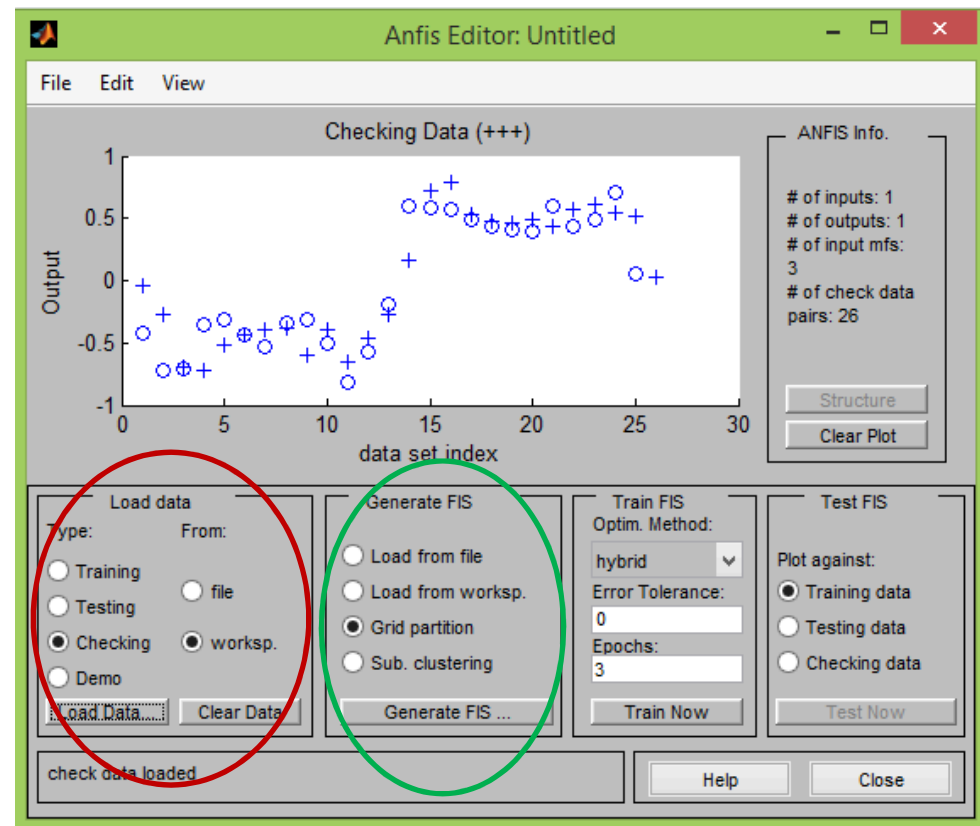 Anfis Editor: Untitled
File Edit View
Checking Data (+++)
1
0.5
0
-0.5
-1
Output
0 5 10 15 20 25 30
data set index
ANFIS Info.
# of inputs: 1
# of outputs: 1
# of input mfs:
3
# of check data
pairs: 26
Structure
Clear Plot
Load data
Type: From:
Training
Testing
Checking
Demo
file
worksp.
Load Data...
Clear Data
Generate FIS
Load from file
Load from worksp.
Grid partition
Sub. clustering
Generate FIS ...
Train FIS
Optim. Method:
hybrid
Error Tolerance:
0
Epochs:
3
Train Now
Test FIS
Plot against:
Training data
Testing data
Checking data
Test Now
check data loaded
Help
Close